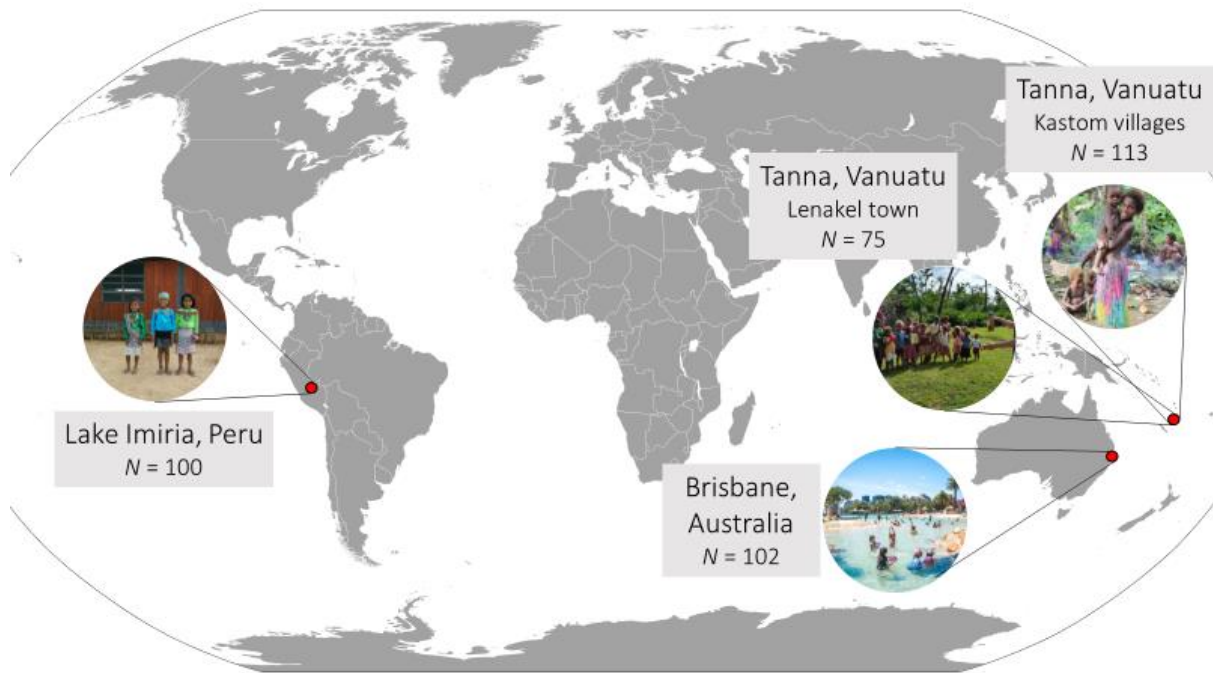 Tanna, Vanuatu
Kastom villages
N = 113
Tanna, Vanuatu
Lenakel town
N = 75
Lake Imiria, Peru
N = 100
Brisbane,
Australia
N = 102